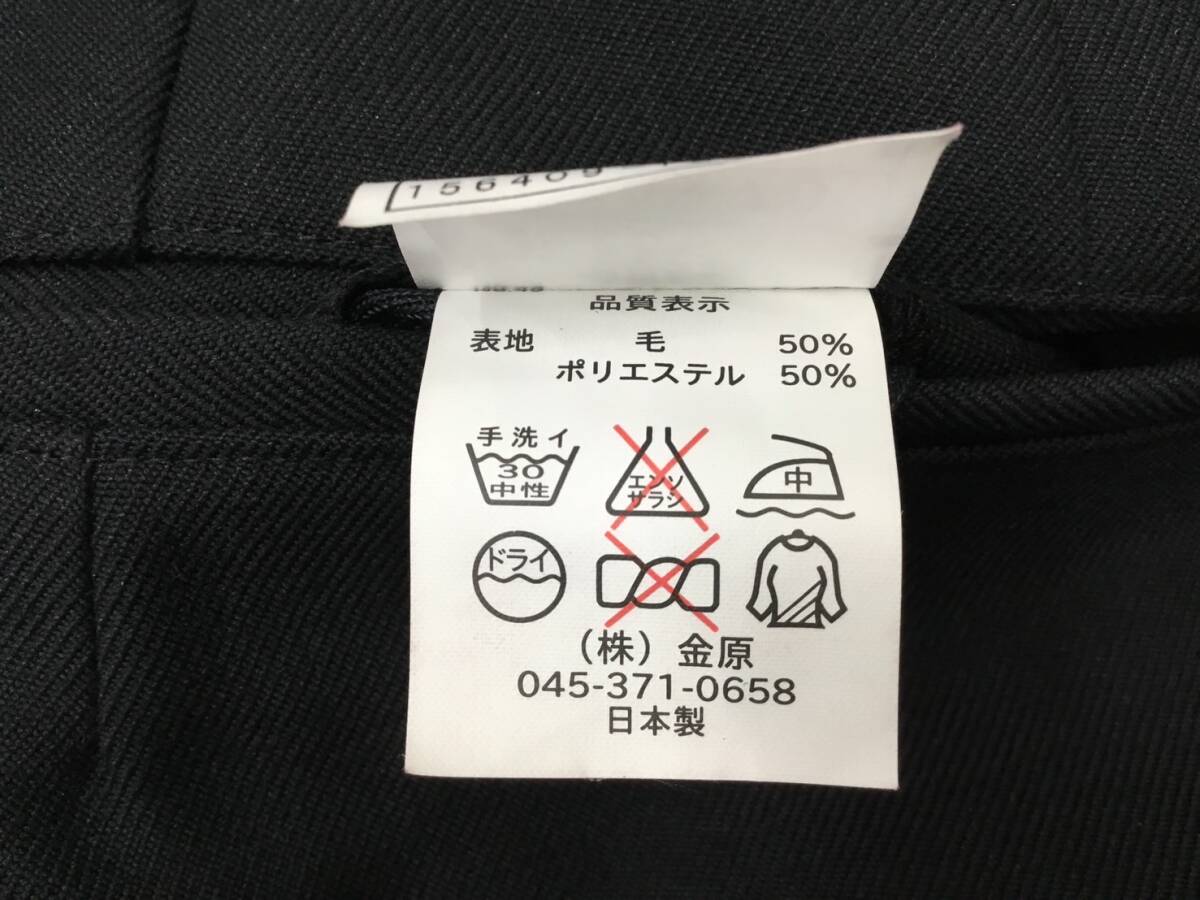 156409
品質表示
表地 毛 50%
ポリエステル 50%
手洗イ
30
中性
エンソ
サラシ
中
ドライ
(株)金原
045-371-0658
日本製